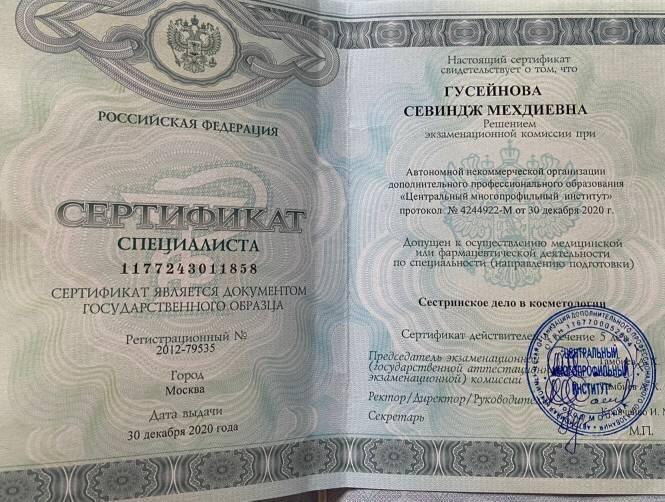 РОССИЙСКАЯ ФЕДЕРАЦИЯ
СЕРТИФИКАТ
СПЕЦИАЛИСТА
1177243011858
СЕРТИФИКАТ ЯВЛЯЕТСЯ ДОКУМЕНТОМ
ГОСУДАРСТВЕННОГО ОБРАЗЦА
Регистрационный №
2012-79535
Город
Москва
Дата выдачи
30 декабря 2020 года
Настоящий сертификат
свидетельствует о том, что
ГУСЕЙНОВА
СЕВИНДЖ МЕХДИЕВНА
Решением
экзаменационной комиссии при
Автономной некоммерческой организации
дополнительного профессионального образования
«Центральный многопрофильный институт»
протокол № 4244922-М от 30 декабря 2020 г.
Допущен к осуществлению медицинской
или фармацевтической деятельности
по специальности (направлению подготовки)
Сестринское дело в косметологии
Сертификат действителен в течение 5
Председатель экзаменационной
(государственной аттестационной
экзаменационной) комиссии
Ректор/Директор/Руководитель
Секретарь
М.П.
ЦЕНТРАЛЬНЫЙ
МНОГОПРОФИЛЬНЫЙ
ИНСТИТУТ
МОСКВА